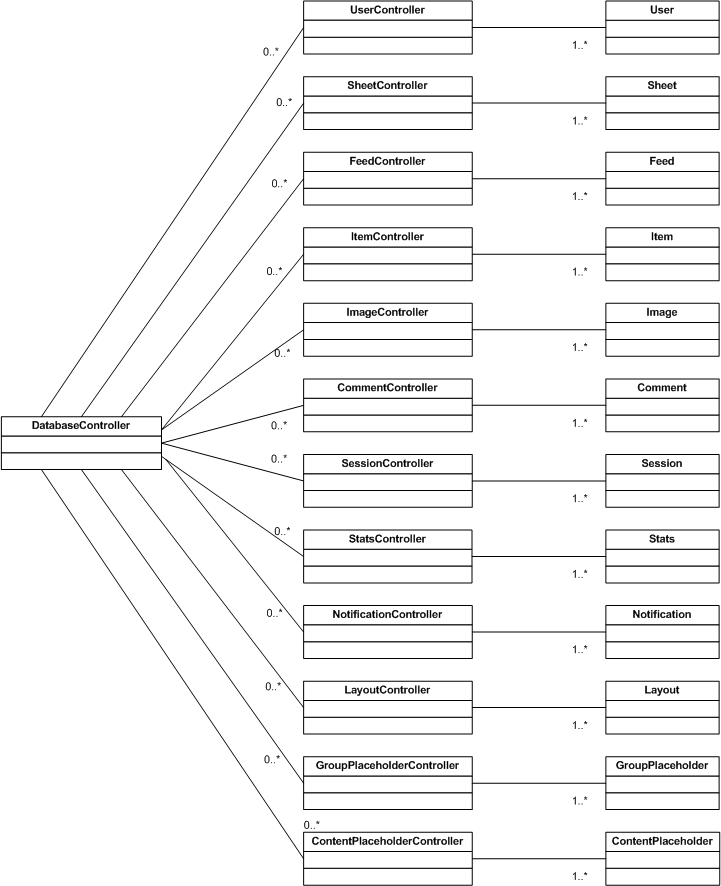 UserController
User
0..*
1..*
SheetController
Sheet
0..*
1..*
FeedController
Feed
0..*
1..*
ItemController
Item
0..*
1..*
ImageController
Image
0..*
1..*
CommentController
Comment
DatabaseController
0..*
1..*
SessionController
Session
0..*
1..*
StatsController
Stats
0..*
1..*
NotificationController
Notification
0..*
1..*
LayoutController
Layout
0..*
1..*
GroupPlaceholderController
GroupPlaceholder
0..*
1..*
ContentPlaceholderController
ContentPlaceholder
0..*
1..*